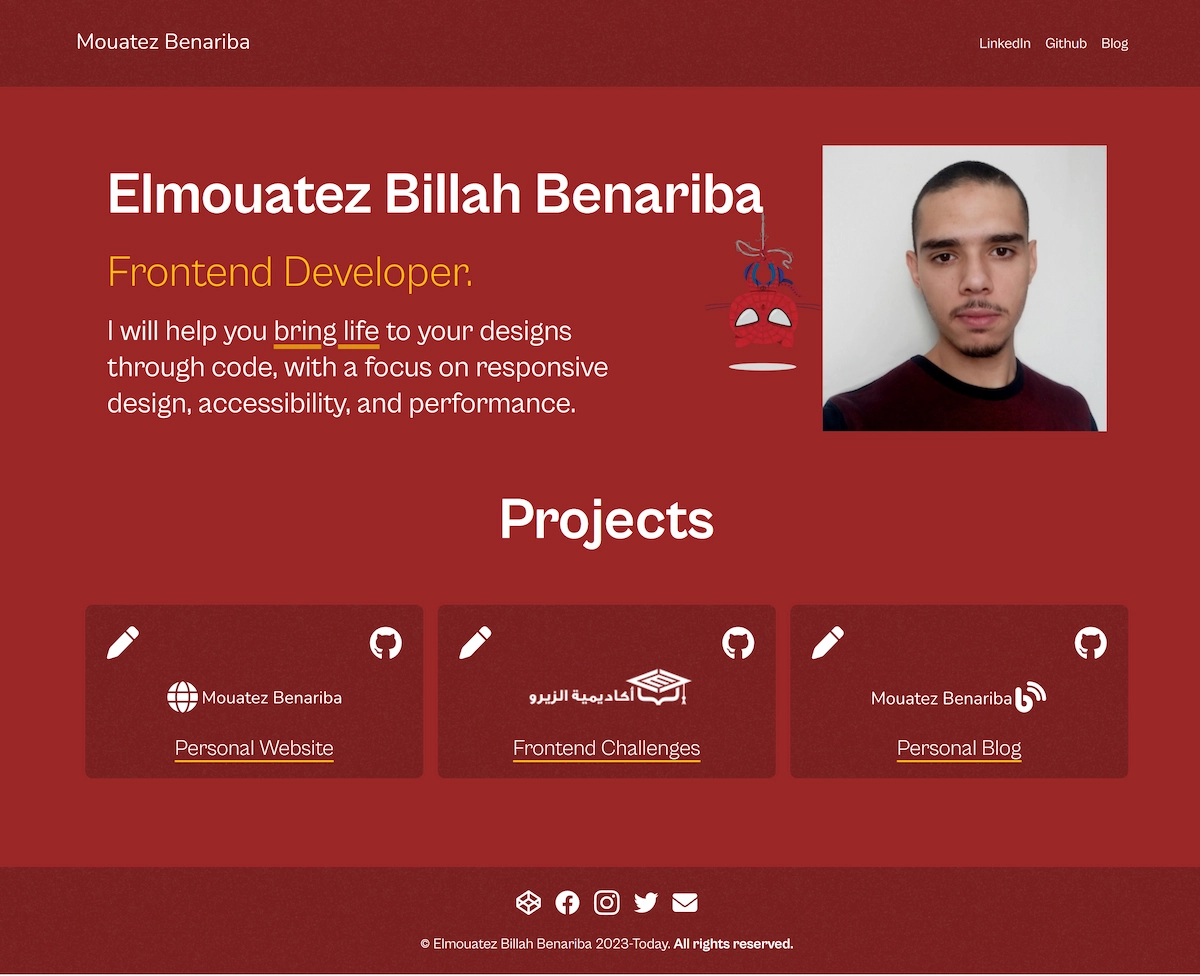 Mouatez Benariba
LinkedIn Github Blog
Elmouatez Billah Benariba
Frontend Developer.
I will help you bring life to your designs
through code, with a focus on responsive
design, accessibility, and performance.
Projects
Mouatez Benariba
Personal Website
أكاديمية الزيرو
Frontend Challenges
Mouatez Benariba
Personal Blog
© Elmouatez Billah Benariba 2023-Today. All rights reserved.